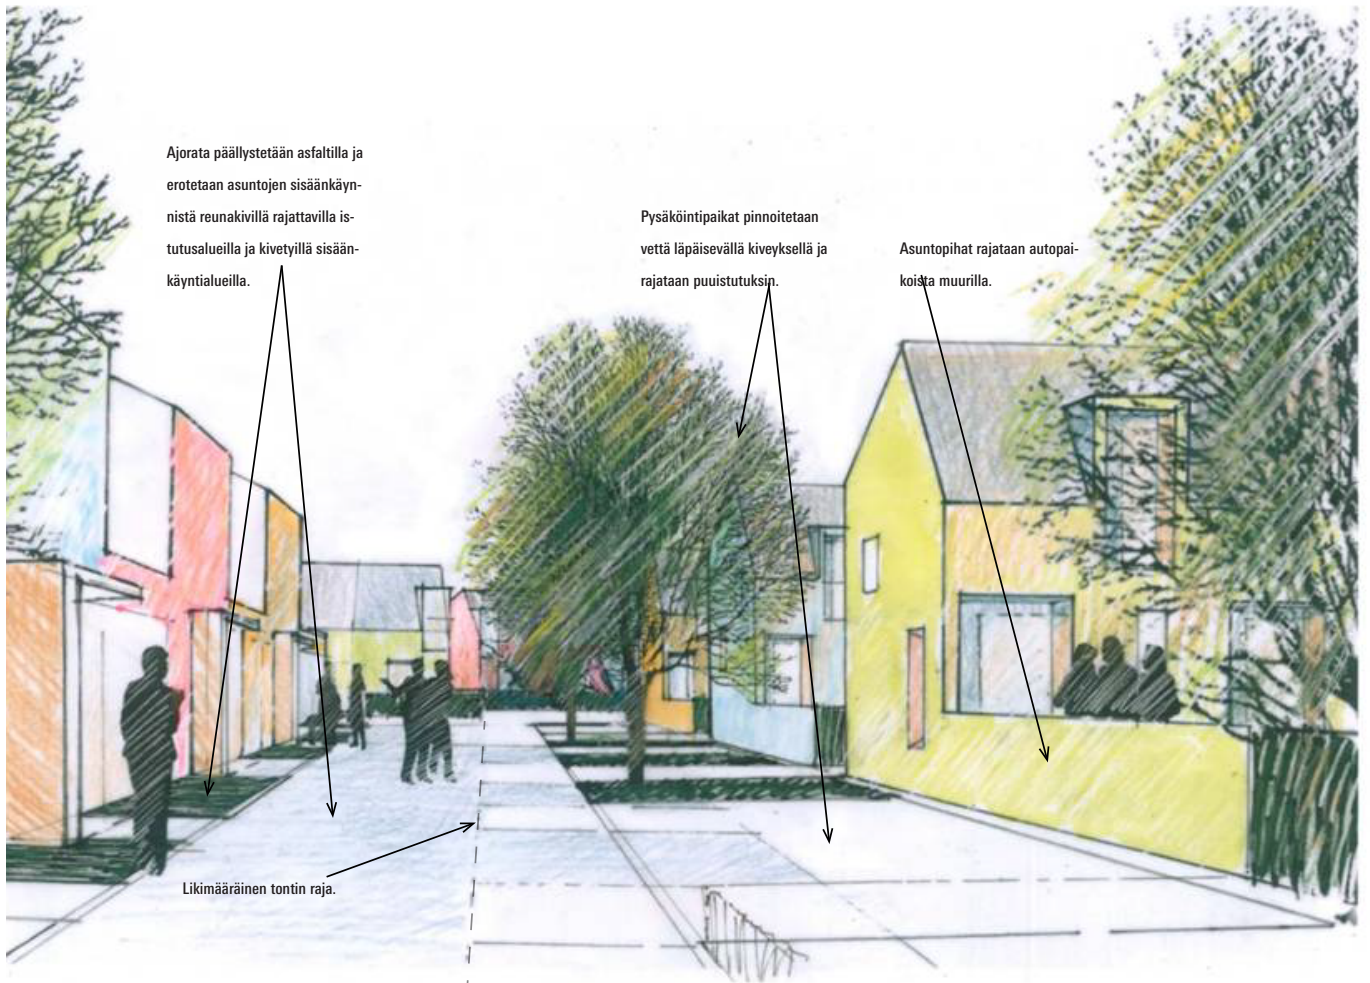 Ajorata päällystetään asfaltilla ja
erotetaan asuntojen sisäänkäyn-
nistä reunakivillä rajattavilla is-
tutusalueilla ja kivetyillä sisään-
käyntialueilla.
Pysäköintipaikat pinnoitetaan
vettä läpäisevällä kiveyksellä ja
rajataan puuistutuksin.
Asuntopihat rajataan autopai-
koista muurilla.
Likimääräinen tontin raja.